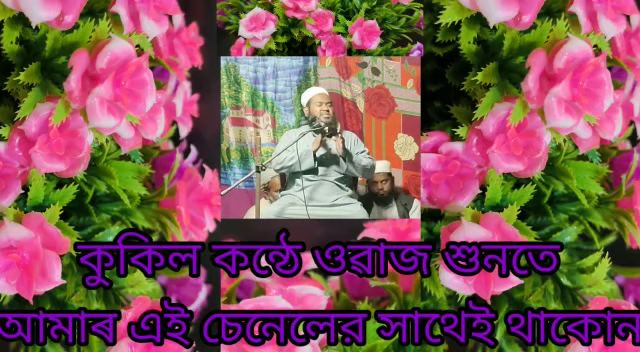 কুকিল কন্ঠে ওৱাজ শুনতে
আমাৰ এই চেনেলের সাথেই থাকোন